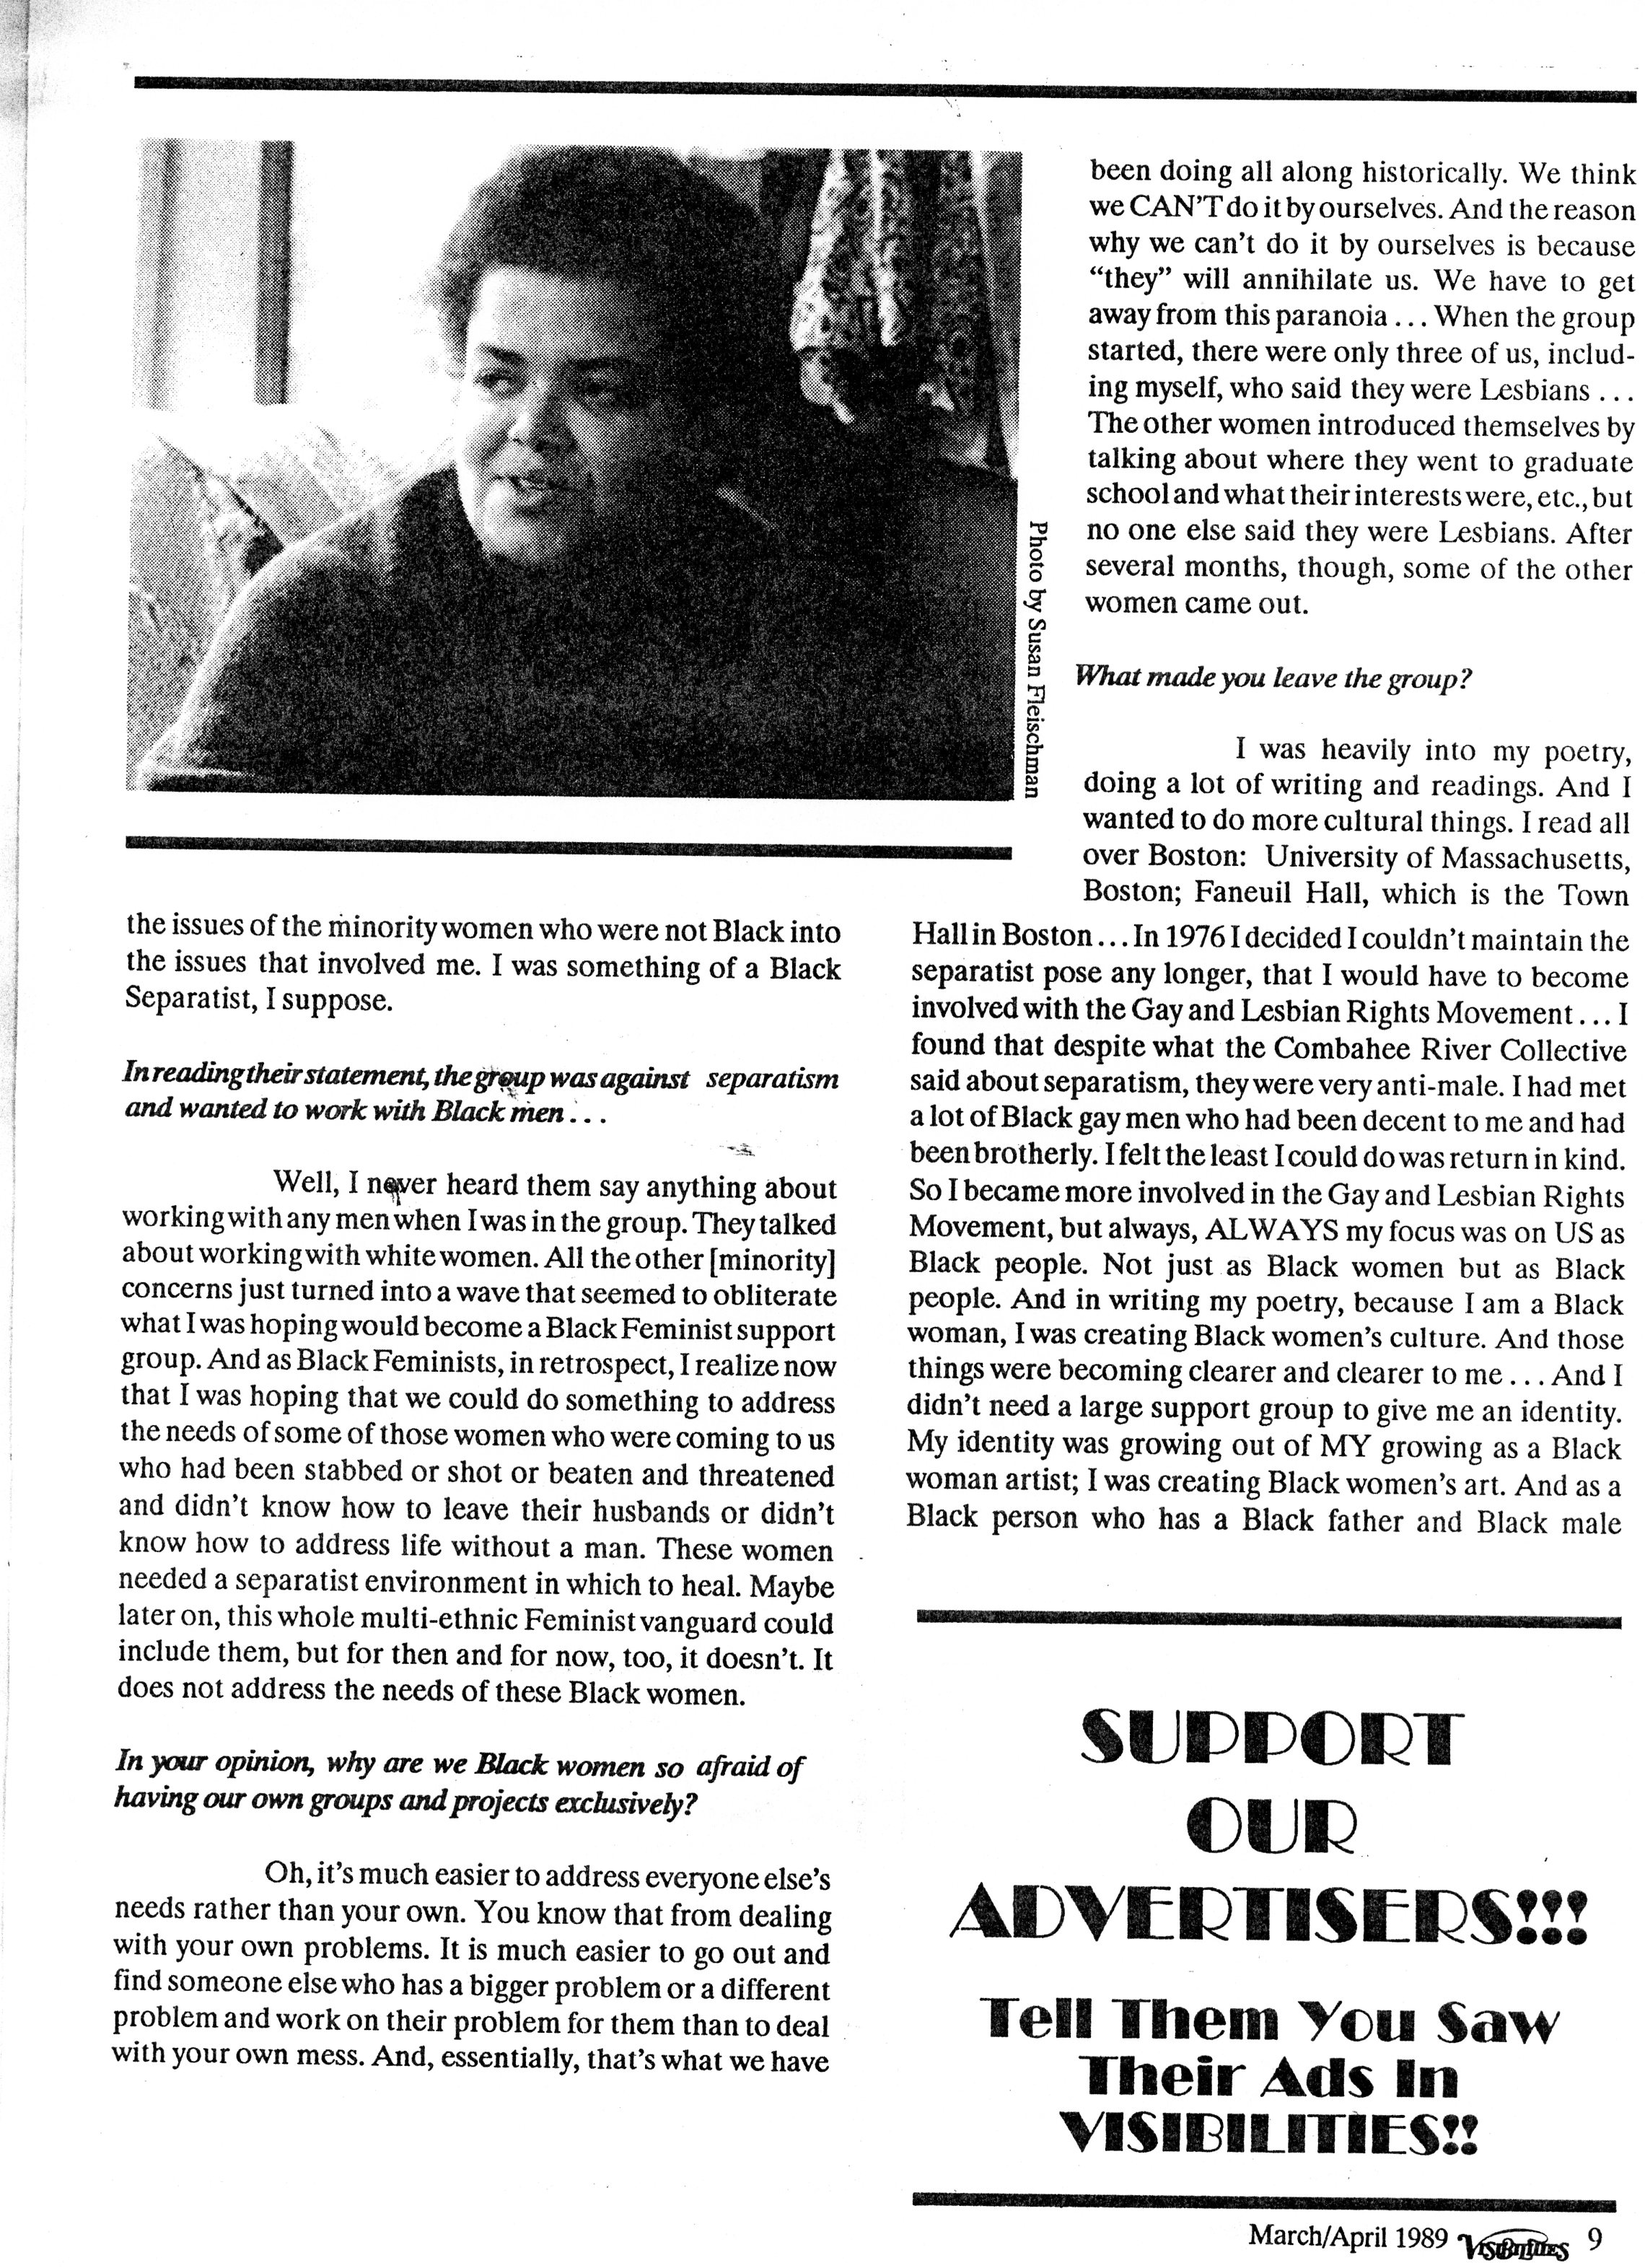 Photo by Susan Fleischman
the issues of the minority women who were not Black into
the issues that involved me. I was something of a Black
Separatist, I suppose.
In reading their statement, the group was against separatism
and wanted to work with Black men . . .
Well, I never heard them say anything about
working with any men when I was in the group. They talked
about working with white women. All the other [minority]
concerns just turned into a wave that seemed to obliterate
what I was hoping would become a Black Feminist support
group. And as Black Feminists, in retrospect, I realize now
that I was hoping that we could do something to address
the needs of some of those women who were coming to us
who had been stabbed or shot or beaten and threatened
and didn't know how to leave their husbands or didn't
know how to address life without a man. These women
needed a separatist environment in which to heal. Maybe
later on, this whole multi-ethnic Feminist vanguard could
include them, but for then and for now, too, it doesn't. It
does not address the needs of these Black women.
In your opinion, why are we Black women so afraid of
having our own groups and projects exclusively?
Oh, it's much easier to address everyone else's
needs rather than your own. You know that from dealing
with your own problems. It is much easier to go out and
find someone else who has a bigger problem or a different
problem and work on their problem for them than to deal
with your own mess. And, essentially, that's what we have
been doing all along historically. We think
we CAN'T do it by ourselves. And the reason
why we can't do it by ourselves is because
“they” will annihilate us. We have to get
away from this paranoia . . . When the group
started, there were only three of us, includ-
ing myself, who said they were Lesbians . . .
The other women introduced themselves by
talking about where they went to graduate
school and what their interests were, etc., but
no one else said they were Lesbians. After
several months, though, some of the other
women came out.
What made you leave the group?
I was heavily into my poetry,
doing a lot of writing and readings. And I
wanted to do more cultural things. I read all
over Boston: University of Massachusetts,
Boston; Faneuil Hall, which is the Town
Hall in Boston . . . In 1976 I decided I couldn't maintain the
separatist pose any longer, that I would have to become
involved with the Gay and Lesbian Rights Movement . . . I
found that despite what the Combahee River Collective
said about separatism, they were very anti-male. I had met
a lot of Black gay men who had been decent to me and had
been brotherly. I felt the least I could do was return in kind.
So I became more involved in the Gay and Lesbian Rights
Movement, but always, ALWAYS my focus was on US as
Black people. Not just as Black women but as Black
people. And in writing my poetry, because I am a Black
woman, I was creating Black women's culture. And those
things were becoming clearer and clearer to me . . . And I
didn't need a large support group to give me an identity.
My identity was growing out of MY growing as a Black
woman artist; I was creating Black women's art. And as a
Black person who has a Black father and Black male
SUPPORT
OUR
ADVERTISERS!!!
Tell Them You Saw
Their Ads In
VISIBILITIES!!
March/April 1989 VISIBILITIES 9